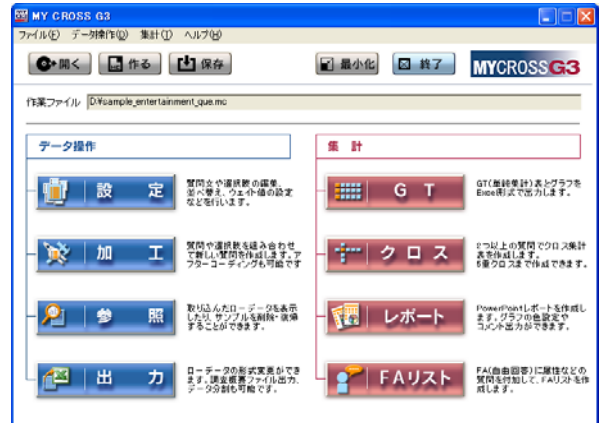 MY CROSS G3
ファイル(F) データ操作(D) 集計(T) ヘルプ(H)
開く 作る 保存 最小化 終了 MYCROSS G3
作業ファイル D:¥sample_entertainment_que.mc
データ操作
設 定
質問文や選択肢の編集、
並べ替え、ウェイト値の設定
などを行います。
加 工
質問や選択肢を組み合わせ
て新しい質問を作成します。ア
フターコーディングも可能です
参 照
取り込んだローデータを表示
したり、サンプルを削除・復帰
することができます。
出 力
ローデータの形式変更ができ
ます。調査概要ファイル出力、
データ分割も可能です。
集 計
G T
GT(単純集計)表とグラフを
Excel形式で出力します。
ク ロ ス
2つ以上の質問でクロス集計
表を作成します。
5重クロスまで作成できます。
レポート
PowerPointレポートを作成し
ます。グラフの色設定や
コメント出力ができます。
FAリスト
FA(自由回答)に属性などの
質問を付加して、FAリストを作
成します。